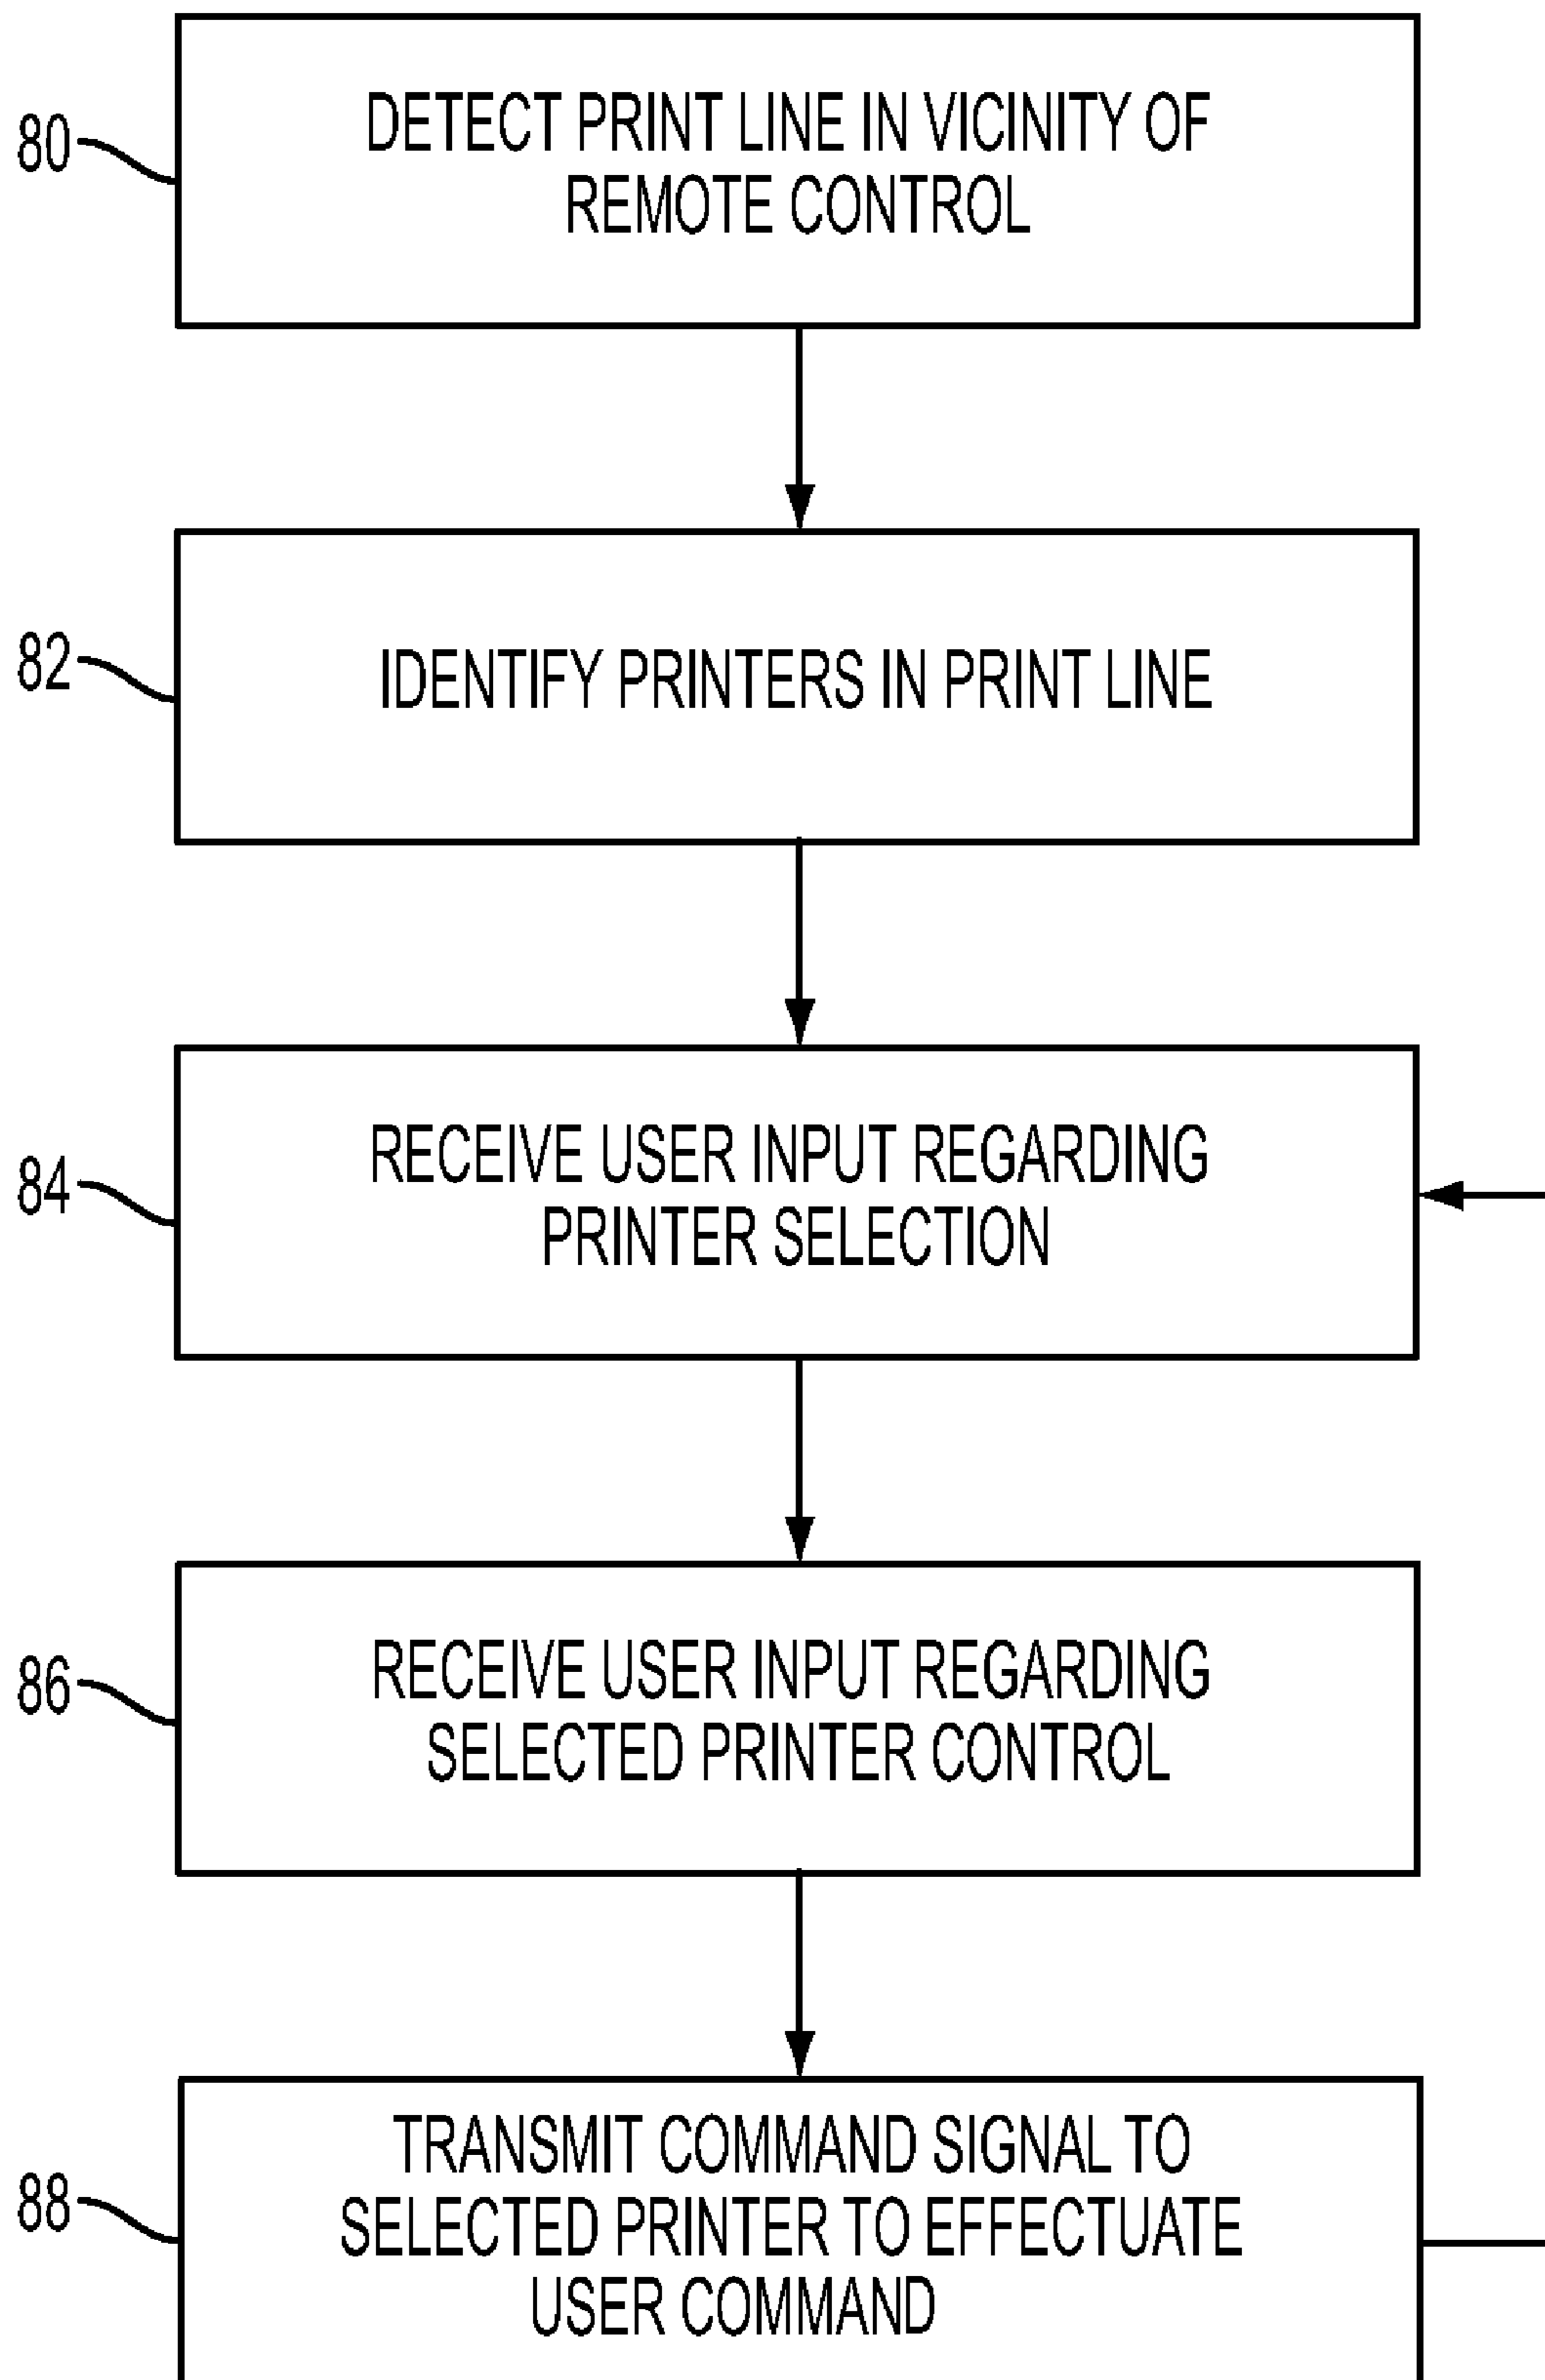 80
DETECT PRINT LINE IN VICINITY OF
REMOTE CONTROL
82
IDENTIFY PRINTERS IN PRINT LINE
84
RECEIVE USER INPUT REGARDING
PRINTER SELECTION
86
RECEIVE USER INPUT REGARDING
SELECTED PRINTER CONTROL
88
TRANSMIT COMMAND SIGNAL TO
SELECTED PRINTER TO EFFECTUATE
USER COMMAND